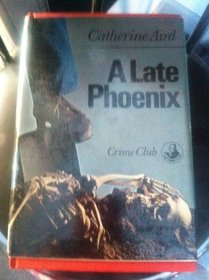 Catherine Aird
A Late
Phoenix
Crime Club